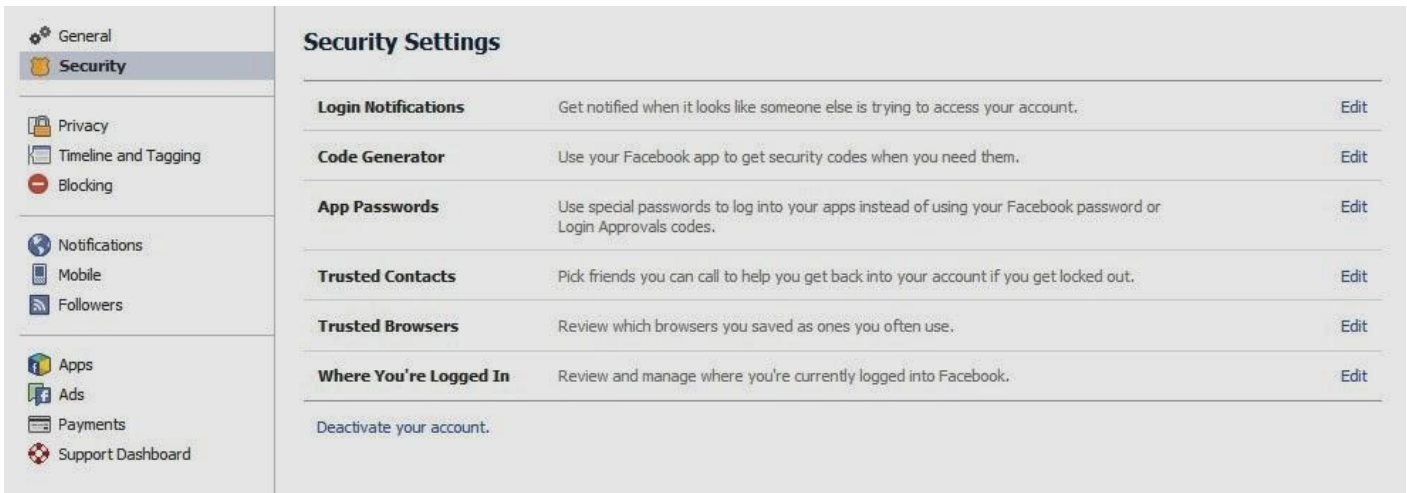 General
Security
Privacy
Timeline and Tagging
Blocking
Notifications
Mobile
Followers
Apps
Ads
Payments
Support Dashboard
Security Settings
Login Notifications Get notified when it looks like someone else is trying to access your account. Edit
Code Generator Use your Facebook app to get security codes when you need them. Edit
App Passwords Use special passwords to log into your apps instead of using your Facebook password or Edit
Login Approvals codes.
Trusted Contacts Pick friends you can call to help you get back into your account if you get locked out. Edit
Trusted Browsers Review which browsers you saved as ones you often use. Edit
Where You're Logged In Review and manage where you're currently logged into Facebook. Edit
Deactivate your account.